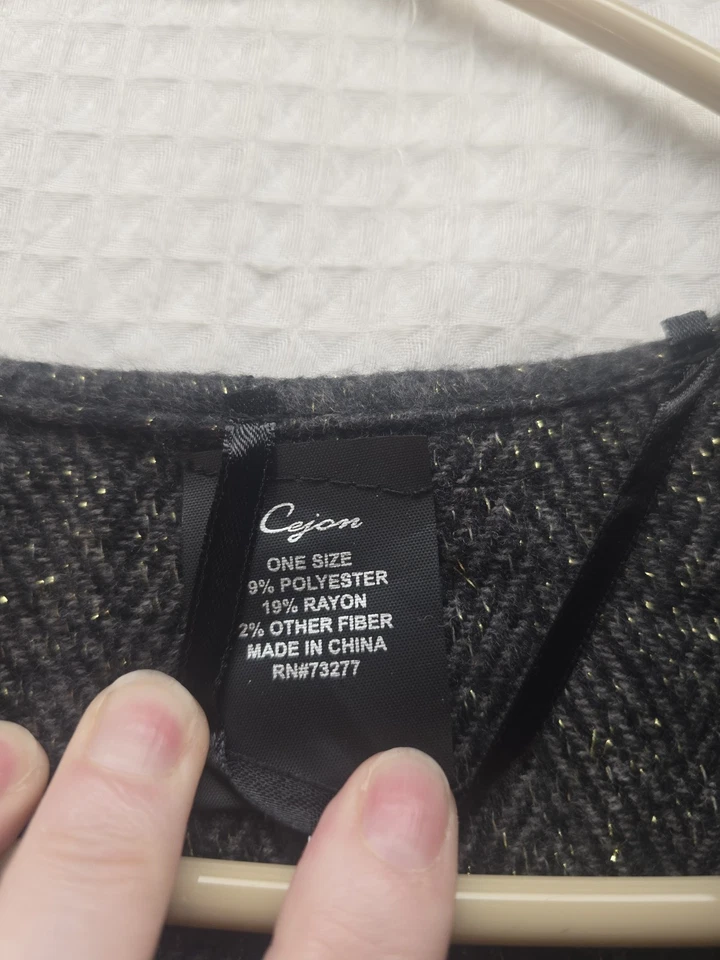 Cejon
ONE SIZE
9% POLYESTER
19% RAYON
2% OTHER FIBER
MADE IN CHINA
RN#73277